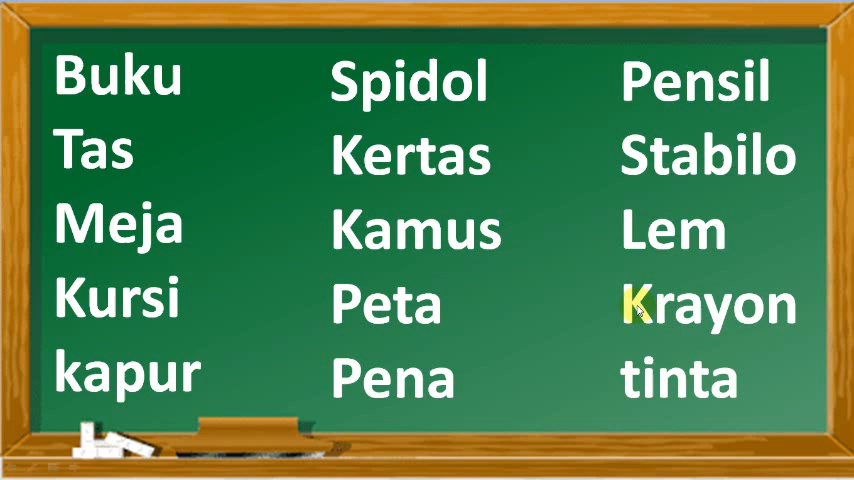 Buku
Tas
Meja
Kursi
kapur
Spidol
Kertas
Kamus
Peta
Pena
Pensil
Stabilo
Lem
Krayon
tinta